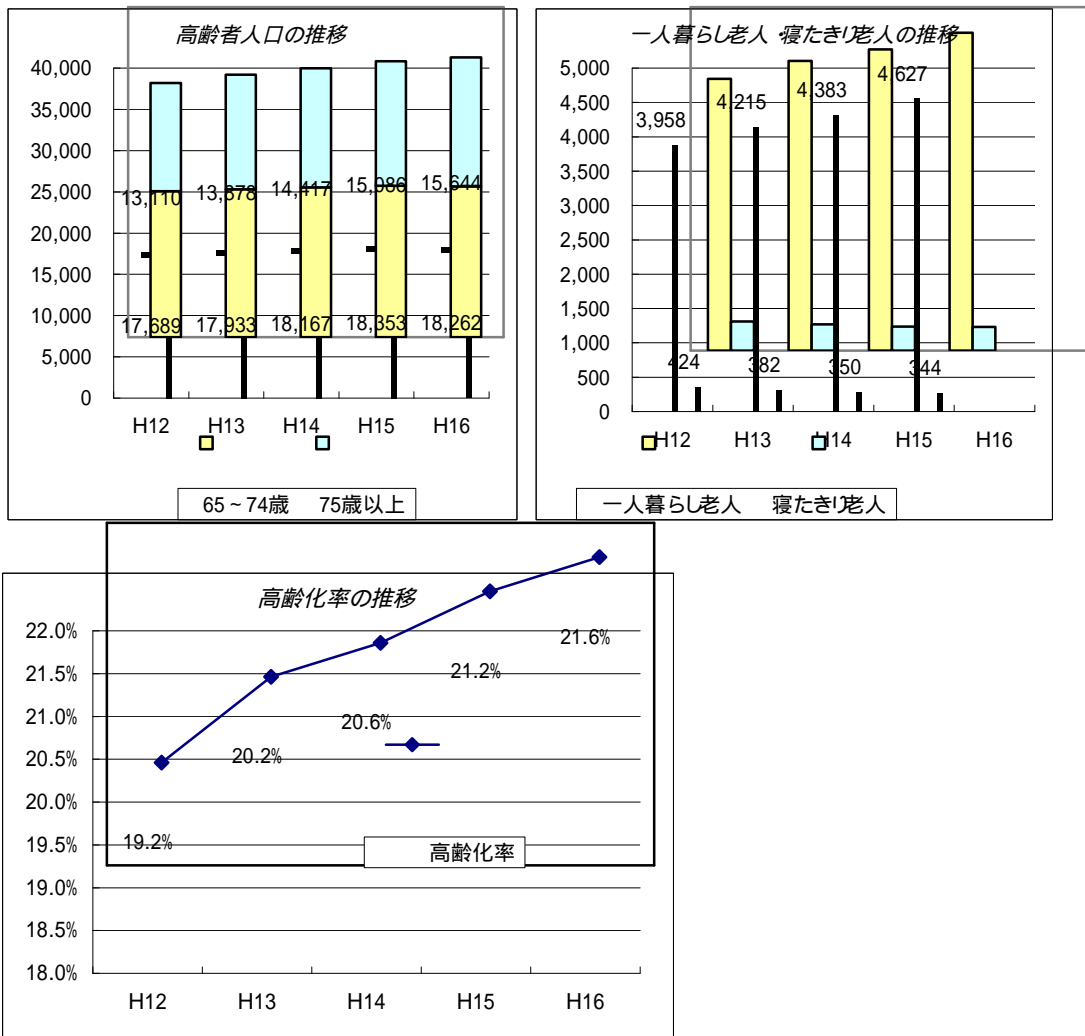 高齢者人口の推移
40,000
35,000
30,000
25,000
20,000
15,000
10,000
5,000
0
13,110 13,878 14,417 15,086 15,644
17,689 17,933 18,167 18,353 18,262
H12 H13 H14 H15 H16
65~74歳 75歳以上
一人暮らし老人・寝たきり老人の推移
5,000
4,500
4,000
3,500
3,000
2,500
2,000
1,500
1,000
500
0
3,958 4,215 4,383 4,627
424 382 350 344
H12 H13 H14 H15 H16
一人暮らし老人 寝たきり老人
高齢化率の推移
22.0%
21.5%
21.0%
20.5%
20.0%
19.5%
19.0%
18.5%
18.0%
19.2% 20.2% 20.6% 21.2% 21.6%
高齢化率
H12 H13 H14 H15 H16